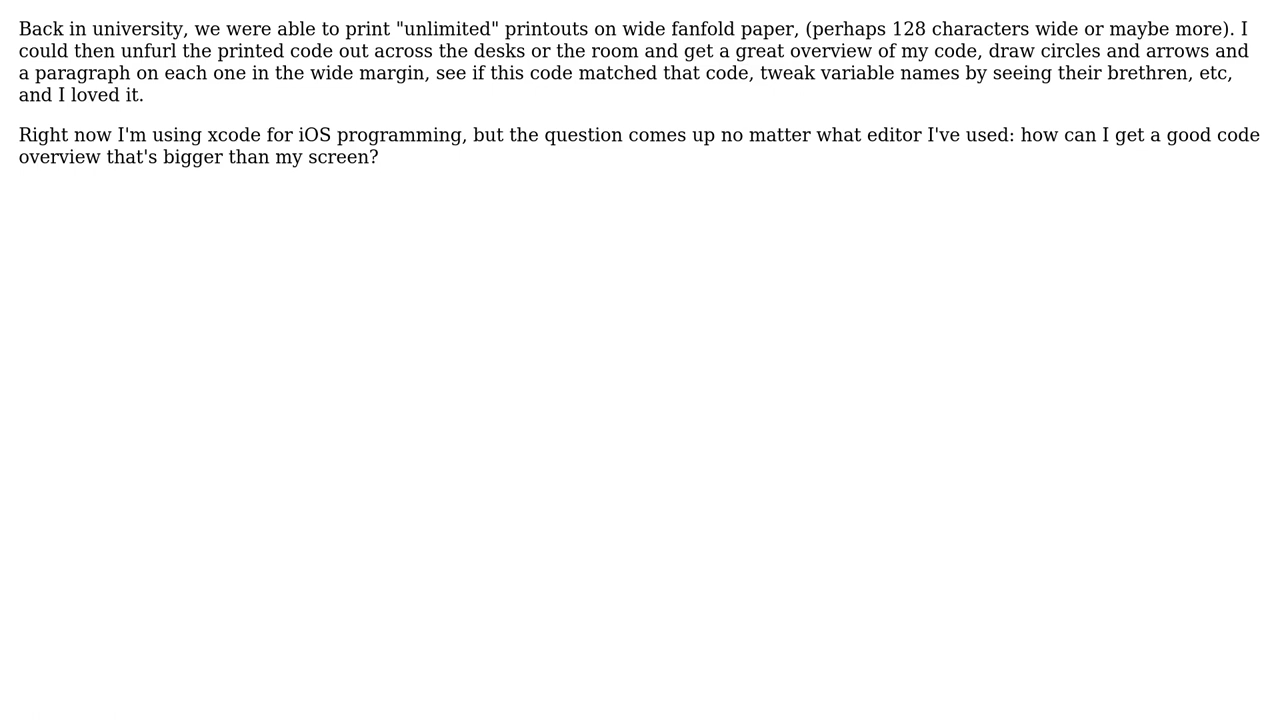 Back in university, we were able to print "unlimited" printouts on wide fanfold paper, (perhaps 128 characters wide or maybe more). I
could then unfurl the printed code out across the desks or the room and get a great overview of my code, draw circles and arrows and
a paragraph on each one in the wide margin, see if this code matched that code, tweak variable names by seeing their brethren, etc,
and I loved it.
Right now I'm using xcode for iOS programming, but the question comes up no matter what editor I've used: how can I get a good code
overview that's bigger than my screen?